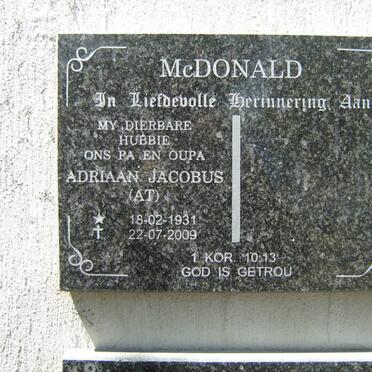 McDONALD
In Liefdevolle Herinnering Aan
MY DIERBARE
HUBBIE
ONS PA EN OUPA
ADRIAAN JACOBUS
(AT)
18-02-1931
22-07-2009
1 KOR. 10:13
GOD IS GETROU